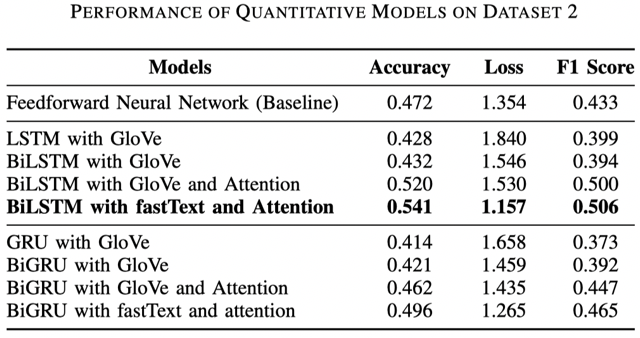 PERFORMANCE OF QUANTITATIVE MODELS ON DATASET 2
Models Accuracy Loss F1 Score
Feedforward Neural Network (Baseline) 0.472 1.354 0.433
LSTM with GloVe 0.428 1.840 0.399
BiLSTM with GloVe 0.432 1.546 0.394
BiLSTM with GloVe and Attention 0.520 1.530 0.500
BiLSTM with fastText and Attention 0.541 1.157 0.506
GRU with GloVe 0.414 1.658 0.373
BiGRU with GloVe 0.421 1.459 0.392
BiGRU with GloVe and Attention 0.462 1.435 0.447
BiGRU with fastText and attention 0.496 1.265 0.465